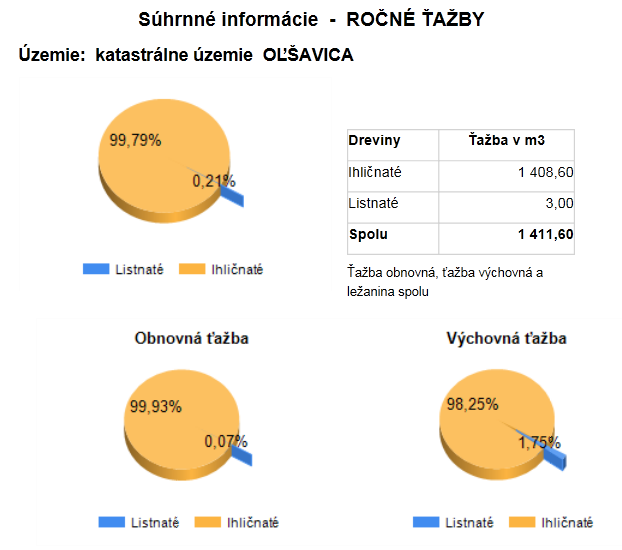 Súhrnné informácie - ROČNÉ ŤAŽBY
Územie: katastrálne územie OĽŠAVICA
99,79%
0,21%
Listnaté Ihličnaté
Dreviny Ťažba v m3
Ihličnaté 1 408,60
Listnaté 3,00
Spolu 1 411,60
Ťažba obnovná, ťažba výchovná a
ležanina spolu
Obnovná ťažba
99,93%
0,07%
Listnaté Ihličnaté
Výchovná ťažba
98,25%
1,75%
Listnaté Ihličnaté